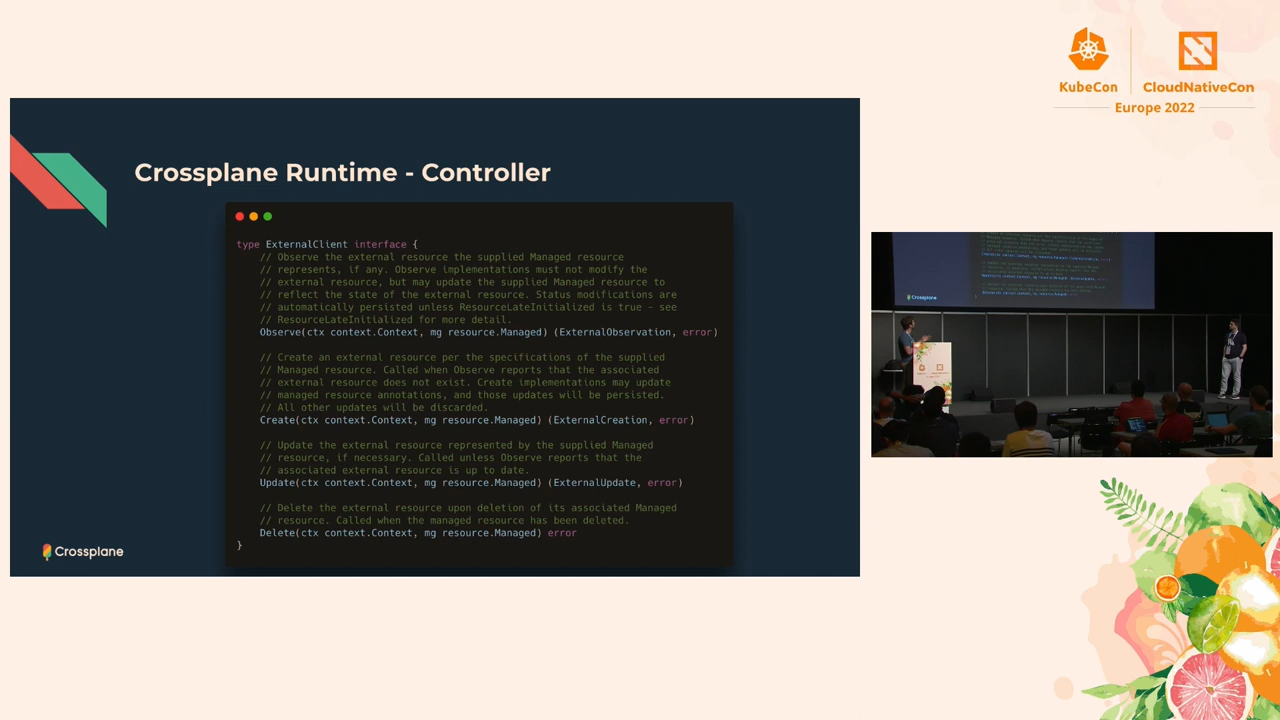 KubeCon
CloudNativeCon
Europe 2022
Crossplane Runtime - Controller
type ExternalClient interface {
// Observe the external resource the supplied Managed resource
// represents, if any. Observe implementations must not modify the
// external resource, but may update the supplied Managed resource to
// reflect the state of the external resource. Sttitus modifications are
// automatically persisted unless ResourceLateInitialized is true - see
// ResourceLateInitialized for more detail.
Observe(ctx context.Context, mg resource.Managed) (ExternalObservation, error)
// Create an external resource per the specifications of the supplied
// Managed resource. Called when Observe reports that the associated
// external resource does not exist. Create implementations may update
// managed resource annotations, and those updates will be persisted.
// All other updates will be discarded.
Create(ctx context.Context, mg resource.Managed) (ExternalCreation, error)
// Update the external resource represented by the supplied Managed
// resource, if necessary. Called unless Observe reports that the
// associated external resource is up to date.
Update(ctx context.Context, mg resource.Managed) (ExternalUpdate, error)
// Delete the external resource upon deletion of its associated Managed
// resource. Called when the managed resource has been deleted.
Delete(ctx context.Context, mg resource.Managed) error
}
Crossplane
Crossplane